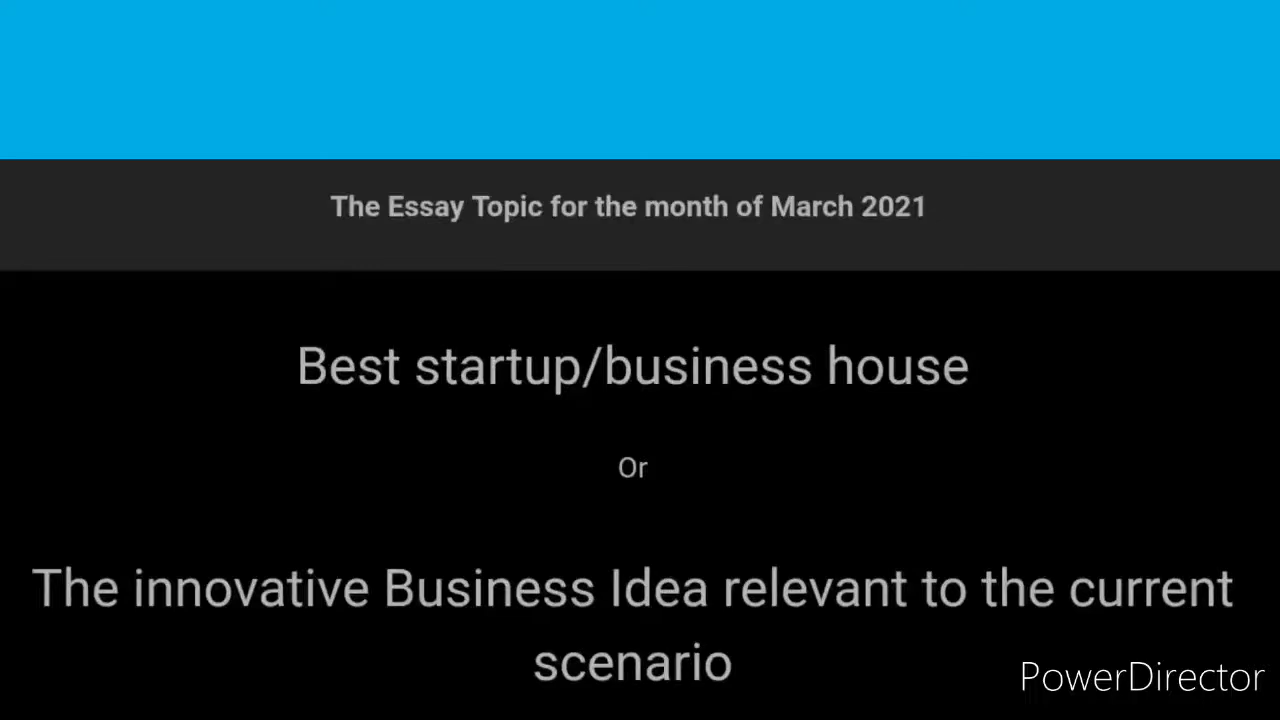 The Essay Topic for the month of March 2021
Best startup/business house
Or
The innovative Business Idea relevant to the current
scenario
PowerDirector